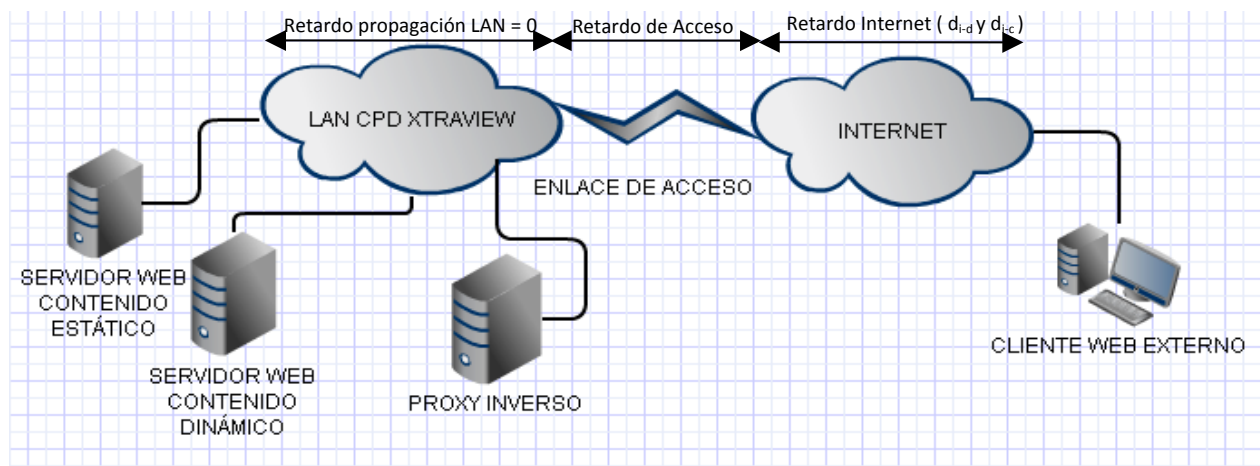 Retardo propagación LAN = 0
Retardo de Acceso
Retardo Internet ( di-d y di-c )
LAN CPD XTRAVIEW
INTERNET
ENLACE DE ACCESO
SERVIDOR WEB
CONTENIDO
ESTÁTICO
SERVIDOR WEB
CONTENIDO
DINÁMICO
PROXY INVERSO
CLIENTE WEB EXTERNO